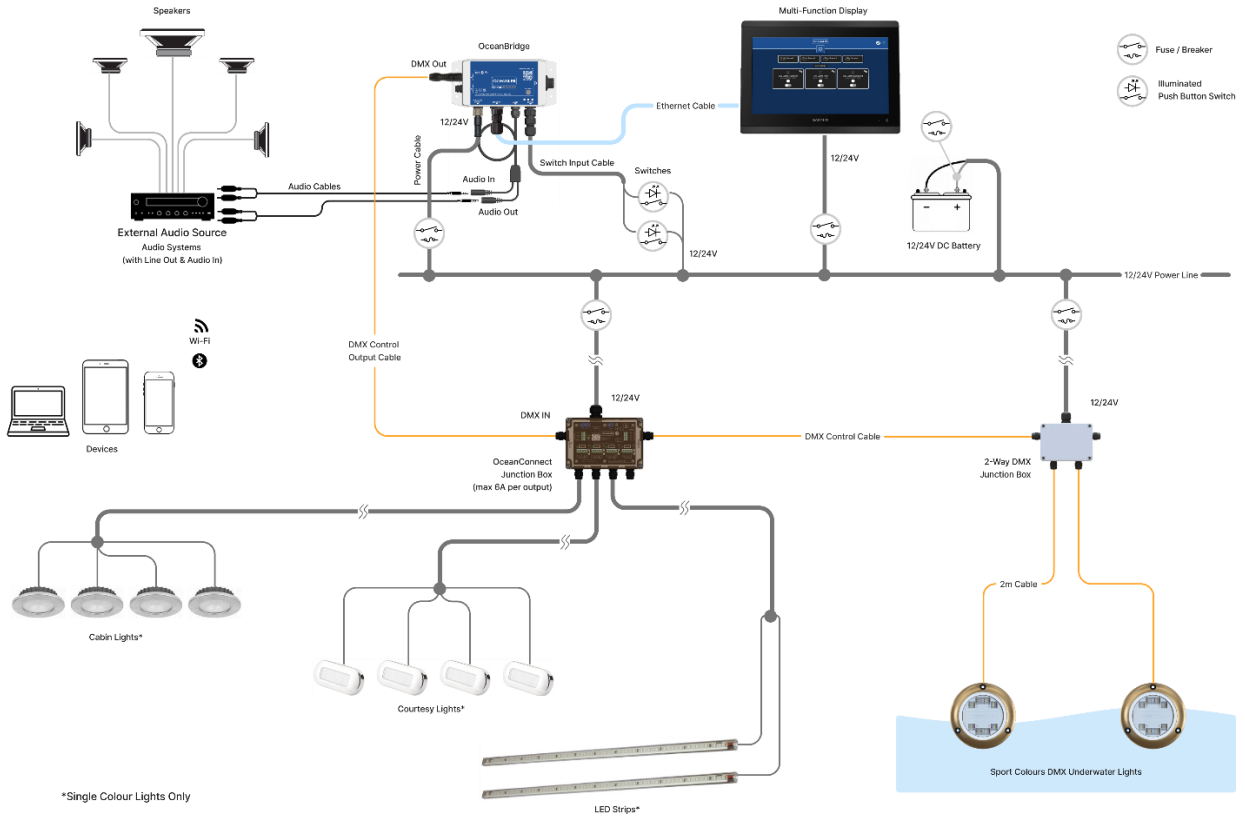 Speakers
Multi-Function Display
OceanBridge
DMX Out
Fuse / Breaker
Illuminated
Push Button Switch
Ethernet Cable
12/24V
Power Cable
Switch Input Cable
Switches
12/24V
Audio Cables
Audio In
Audio Out
External Audio Source
Audio Systems
(with Line Out & Audio In)
12/24V
12/24V DC Battery
12/24V Power Line
Wi-Fi
DMX Control
Output Cable
Devices
12/24V
DMX IN
12/24V
DMX Control Cable
OceanConnect
Junction Box
(max 6A per output)
2-Way DMX
Junction Box
2m Cable
Cabin Lights*
Courtesy Lights*
Sport Colours DMX Underwater Lights
*Single Colour Lights Only
LED Strips*